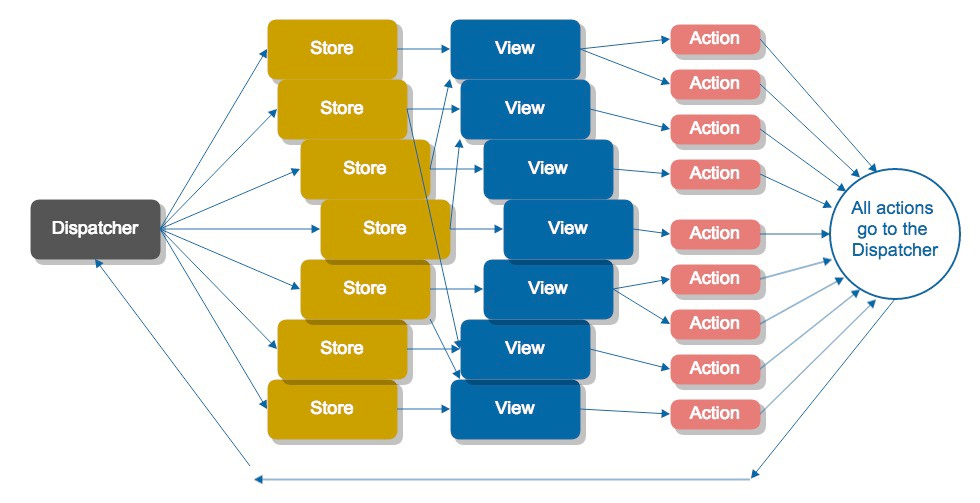 Store
View
Action
Action
Store
View
Action
Store
View
Action
Dispatcher
Store
View
Action
All actions
go to the
Dispatcher
Store
View
Action
Action
Store
View
Action
Store
View
Action